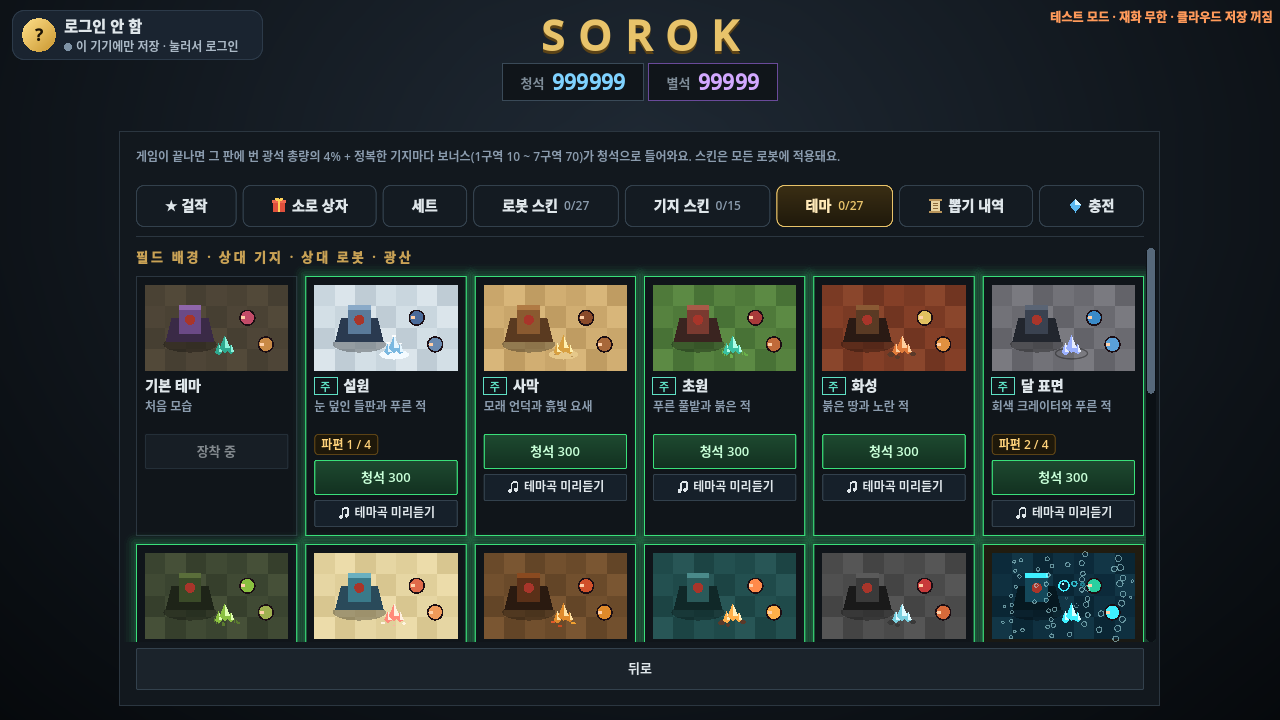 ?
로그인 안 함
이 기기에만 저장 · 눌러서 로그인
SOROK
테스트 모드 · 재화 무한 · 클라우드 저장 꺼짐
청석 999999
별석 99999
게임이 끝나면 그 판에 번 광석 총량의 4% + 정복한 기지마다 보너스(1구역 10 ~ 7구역 70)가 청석으로 들어와요. 스킨은 모든 로봇에 적용돼요.
★ 걸작
소로 상자
세트
로봇 스킨 0/27
기지 스킨 0/15
테마 0/27
뽑기 내역
충전
필드 배경 · 상대 기지 · 상대 로봇 · 광산
기본 테마
처음 모습
장착 중
주 설원
눈 덮인 들판과 푸른 적
파편 1 / 4
청석 300
테마곡 미리듣기
주 사막
모래 언덕과 흙빛 요새
청석 300
테마곡 미리듣기
주 초원
푸른 풀밭과 붉은 적
청석 300
테마곡 미리듣기
주 화성
붉은 땅과 노란 적
청석 300
테마곡 미리듣기
주 달 표면
회색 크레이터와 푸른 적
파편 2 / 4
청석 300
테마곡 미리듣기
뒤로